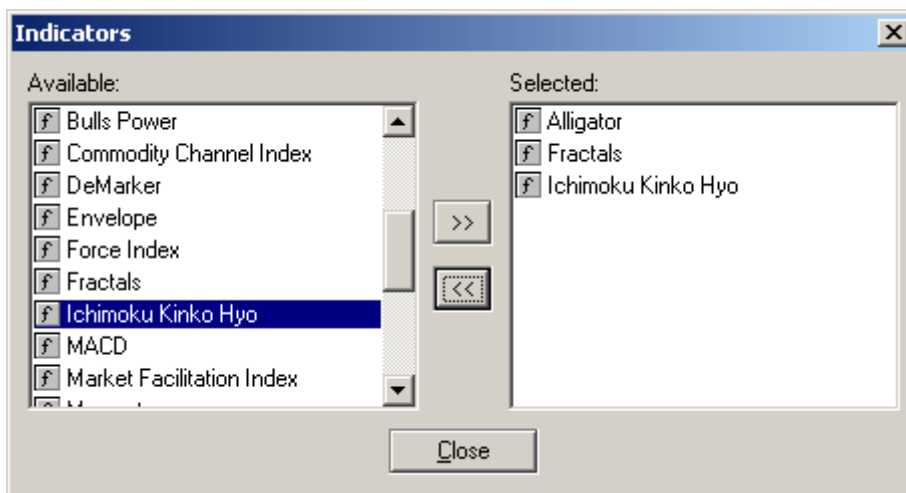 Indicators
Available:
Bulls Power
Commodity Channel Index
DeMarker
Envelope
Force Index
Fractals
Ichimoku Kinko Hyo
MACD
Market Facilitation Index
>>
<<
Selected:
Alligator
Fractals
Ichimoku Kinko Hyo
Close